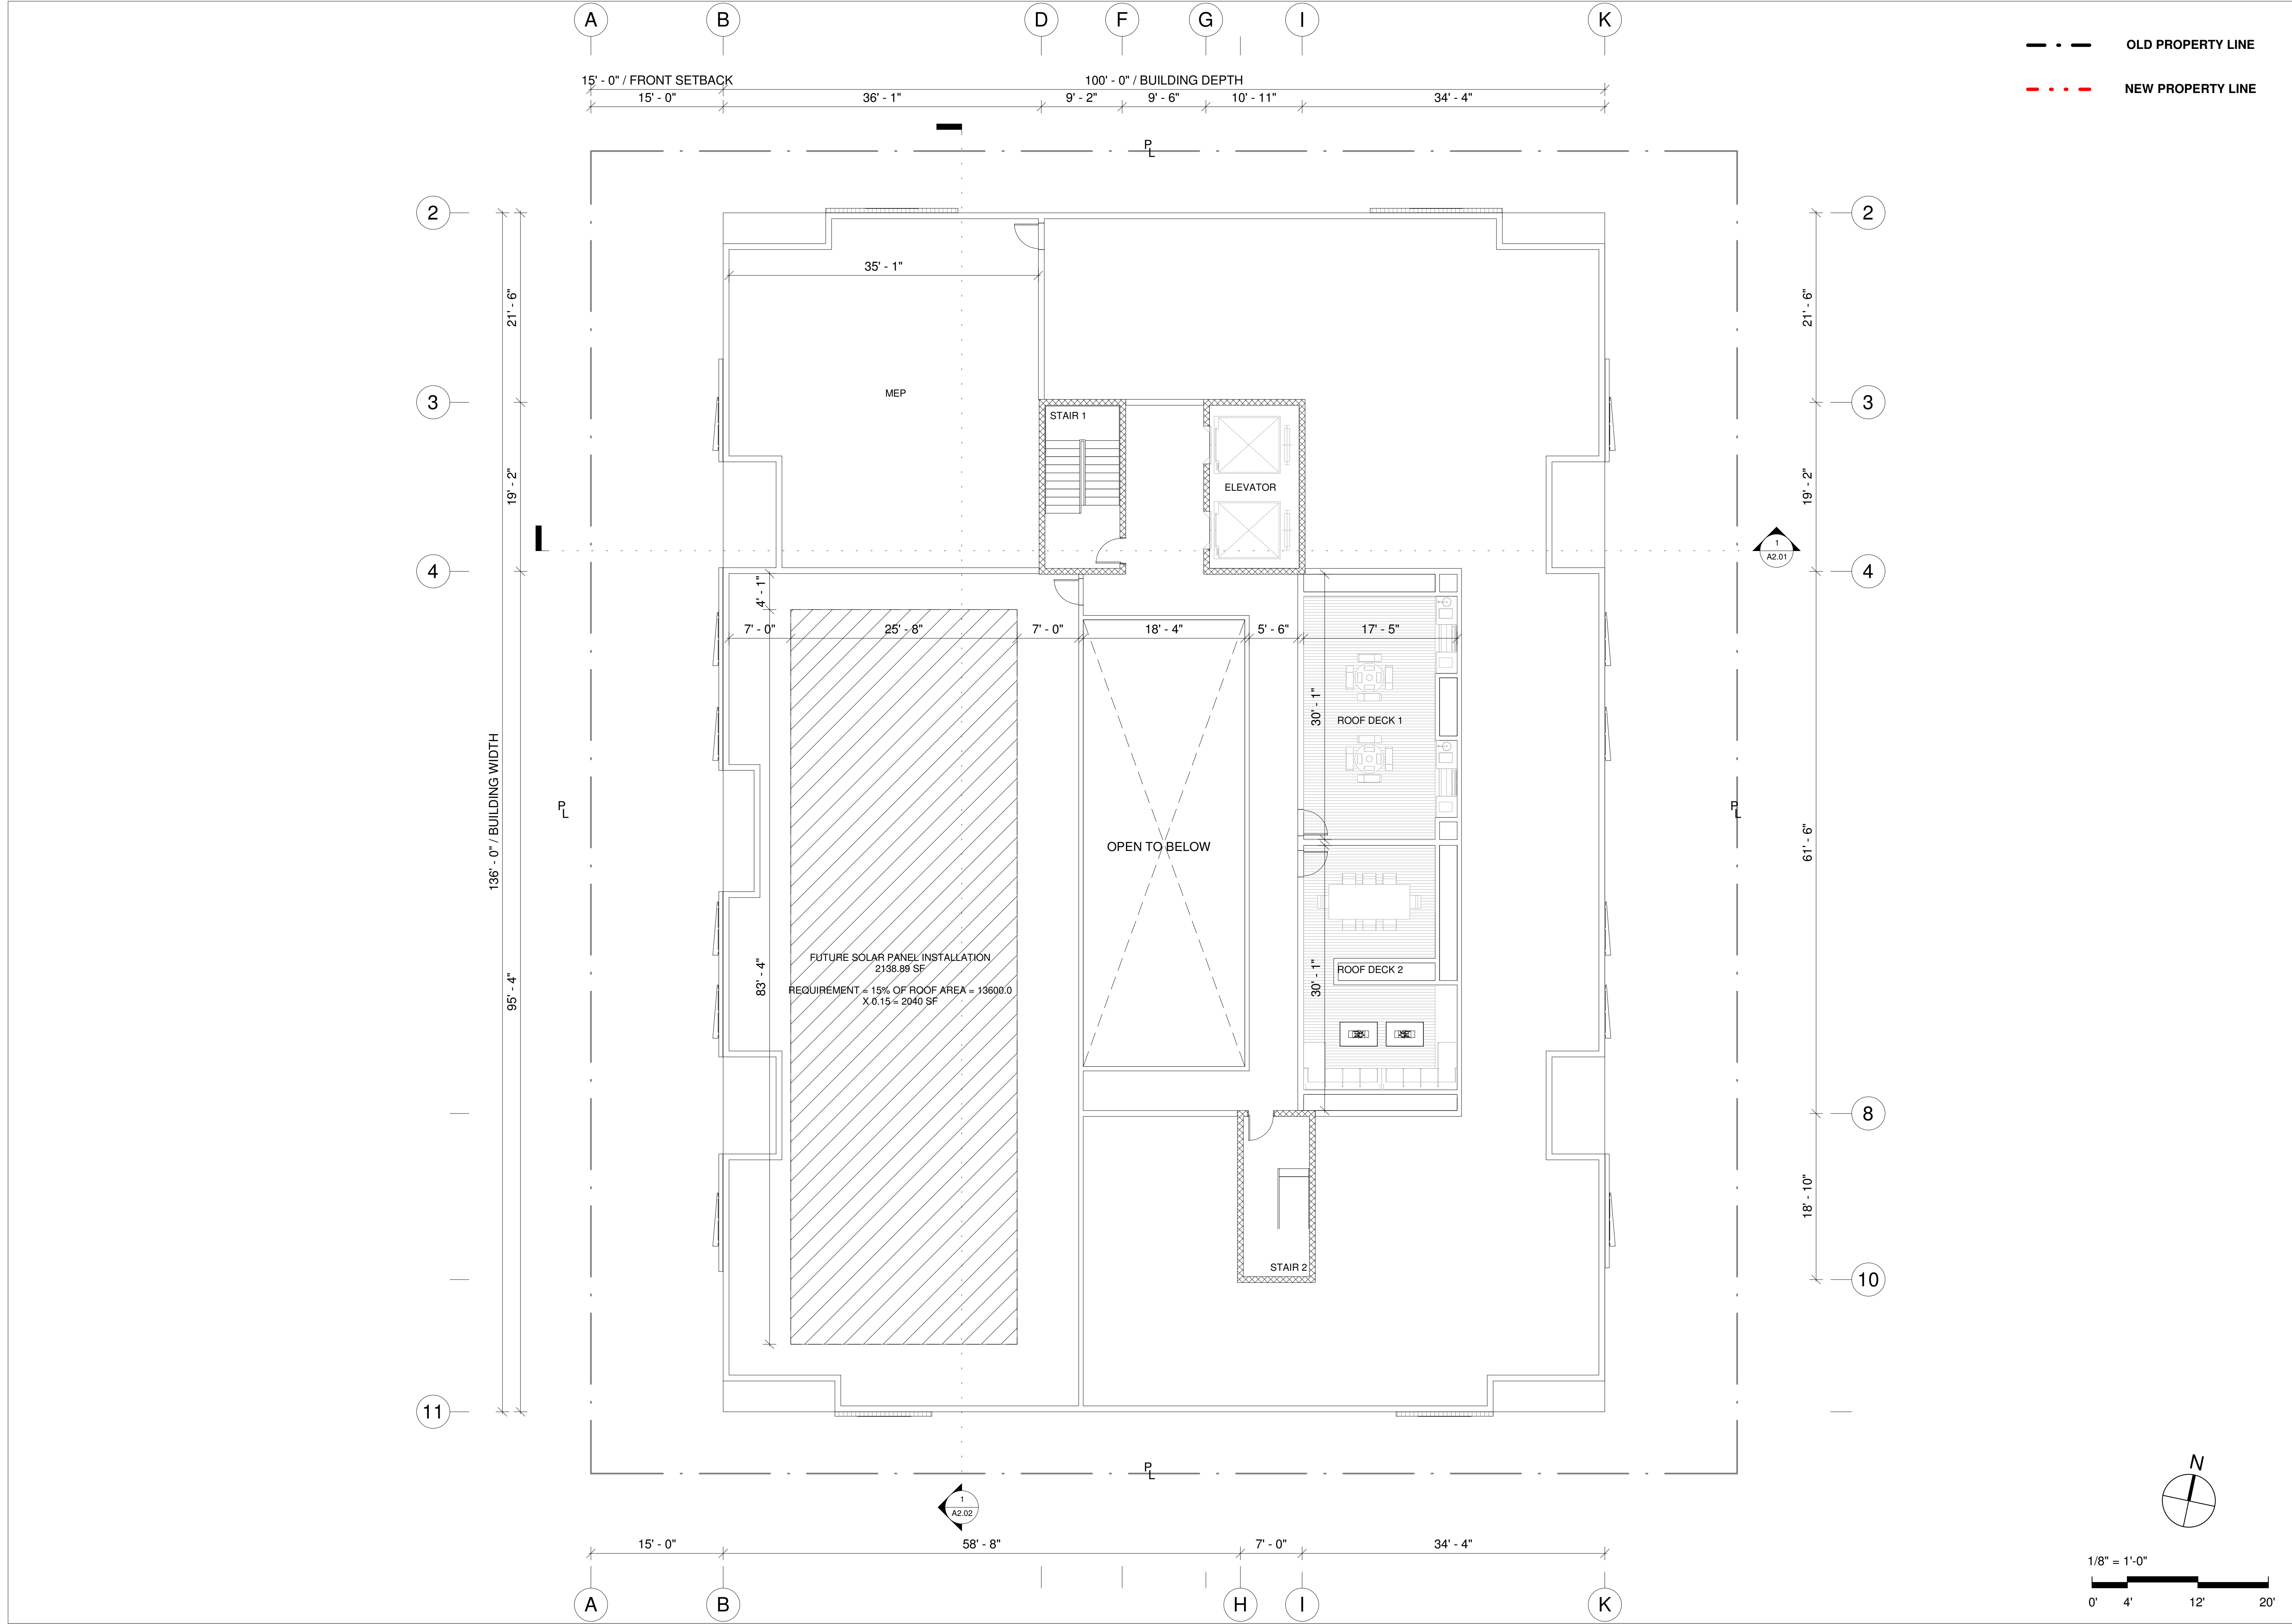 A
B
D
F
G
I
K
OLD PROPERTY LINE
NEW PROPERTY LINE
15' - 0" / FRONT SETBACK
100' - 0" / BUILDING DEPTH
15' - 0"
36' - 1"
9' - 2"
9' - 6"
10' - 11"
34' - 4"
PL
2
2
21' - 6"
21' - 6"
35' - 1"
MEP
3
3
STAIR 1
ELEVATOR
19' - 2"
19' - 2"
1
A2.01
4
4
4' - 1"
7' - 0"
25' - 8"
7' - 0"
18' - 4"
5' - 6"
17' - 5"
30' - 1"
ROOF DECK 1
136' - 0" / BUILDING WIDTH
PL
PL
OPEN TO BELOW
61' - 6"
95' - 4"
83' - 4"
FUTURE SOLAR PANEL INSTALLATION
2138.89 SF
REQUIREMENT = 15% OF ROOF AREA = 13600.0
X 0.15 = 2040 SF
30' - 1"
ROOF DECK 2
8
18' - 10"
STAIR 2
10
11
PL
1
A2.02
N
15' - 0"
58' - 8"
7' - 0"
34' - 4"
1/8" = 1'-0"
0'
4'
12'
20'
A
B
H
I
K